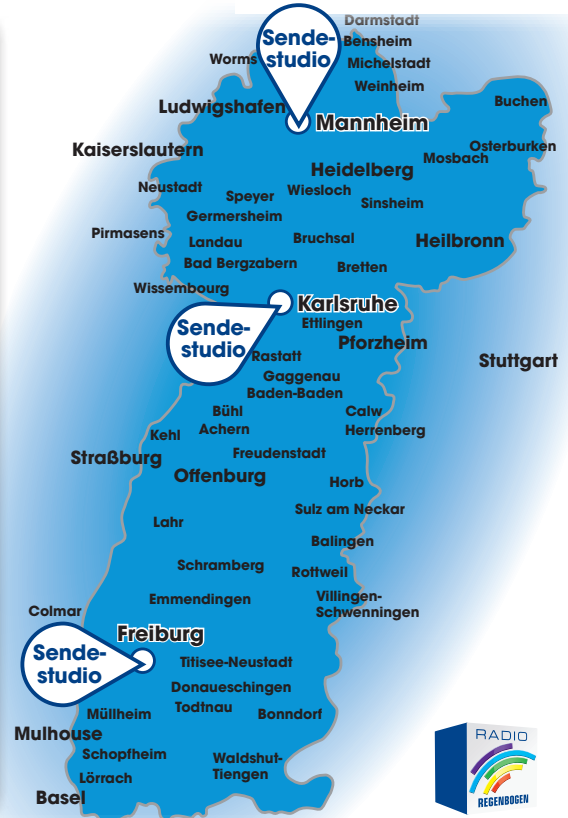 Darmstadt
Sende-
studio
Bensheim
Worms
Michelstadt
Weinheim
Buchen
Ludwigshafen
Mannheim
Kaiserslautern
Osterburken
Mosbach
Heidelberg
Neustadt
Speyer
Wiesloch
Sinsheim
Germersheim
Pirmasens
Landau
Bruchsal
Heilbronn
Bad Bergzabern
Bretten
Wissembourg
Karlsruhe
Sende-
studio
Ettlingen
Pforzheim
Rastatt
Stuttgart
Gaggenau
Baden-Baden
Bühl
Calw
Achern
Herrenberg
Kehl
Straßburg
Freudenstadt
Offenburg
Horb
Sulz am Neckar
Lahr
Balingen
Schramberg
Rottweil
Emmendingen
Villingen-
Schwenningen
Colmar
Freiburg
Sende-
studio
Titisee-Neustadt
Donaueschingen
Müllheim
Todtnau
Bonndorf
Mulhouse
Schopfheim
Waldshut-
Tiengen
Lörrach
Basel
RADIO
REGENBOGEN